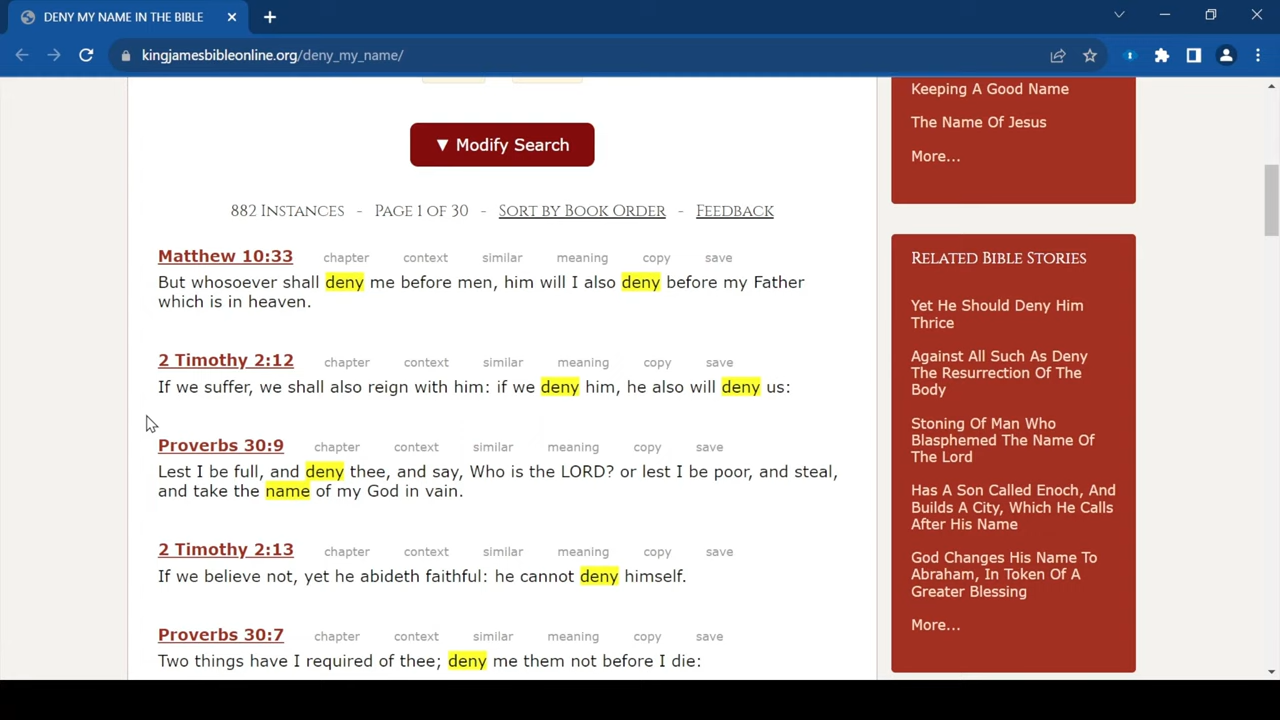 DENY MY NAME IN THE BIBLE
kingjamesbibleonline.org/deny_my_name/
▼ Modify Search
882 Instances - Page 1 of 30 - Sort by Book Order - Feedback
Matthew 10:33 chapter context similar meaning copy save
But whosoever shall deny me before men, him will I also deny before my Father
which is in heaven.
2 Timothy 2:12 chapter context similar meaning copy save
If we suffer, we shall also reign with him: if we deny him, he also will deny us:
Proverbs 30:9 chapter context similar meaning copy save
Lest I be full, and deny thee, and say, Who is the LORD? or lest I be poor, and steal,
and take the name of my God in vain.
2 Timothy 2:13 chapter context similar meaning copy save
If we believe not, yet he abideth faithful: he cannot deny himself.
Proverbs 30:7 chapter context similar meaning copy save
Two things have I required of thee; deny me them not before I die:
Keeping A Good Name
The Name Of Jesus
More...
Related Bible Stories
Yet He Should Deny Him
Thrice
Against All Such As Deny
The Resurrection Of The
Body
Stoning Of Man Who
Blasphemed The Name Of
The Lord
Has A Son Called Enoch, And
Builds A City, Which He Calls
After His Name
God Changes His Name To
Abraham, In Token Of A
Greater Blessing
More...